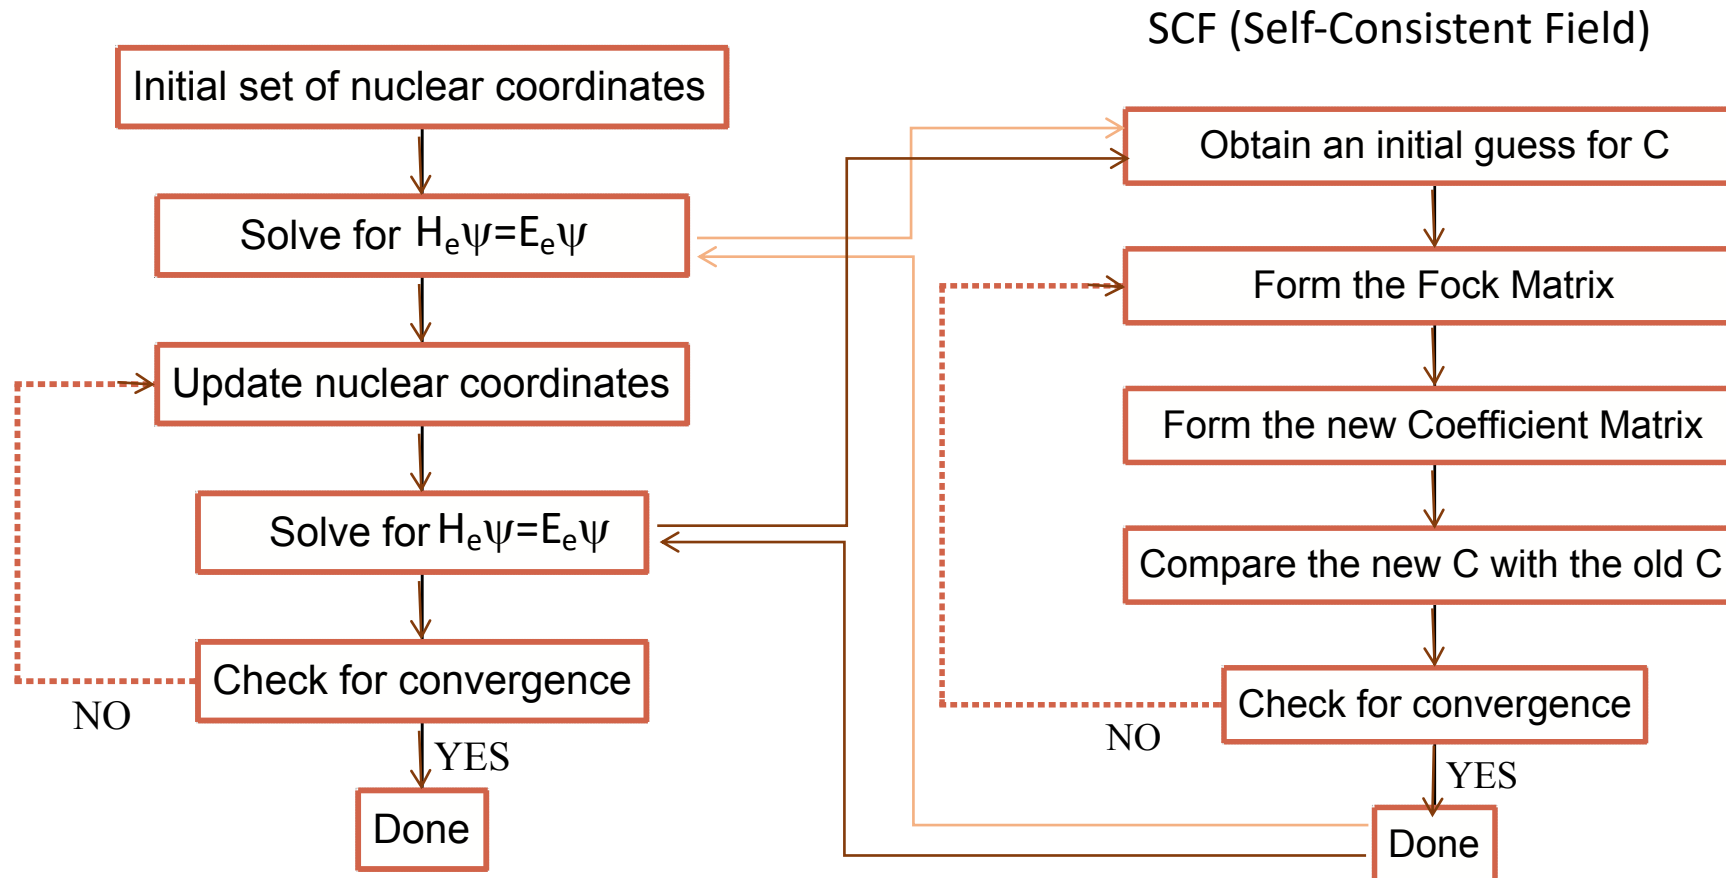 SCF (Self-Consistent Field)
Initial set of nuclear coordinates
Solve for Hₑψ=Eₑψ
Update nuclear coordinates
Solve for Hₑψ=Eₑψ
Check for convergence
NO
YES
Done
Obtain an initial guess for C
Form the Fock Matrix
Form the new Coefficient Matrix
Compare the new C with the old C
Check for convergence
NO
YES
Done